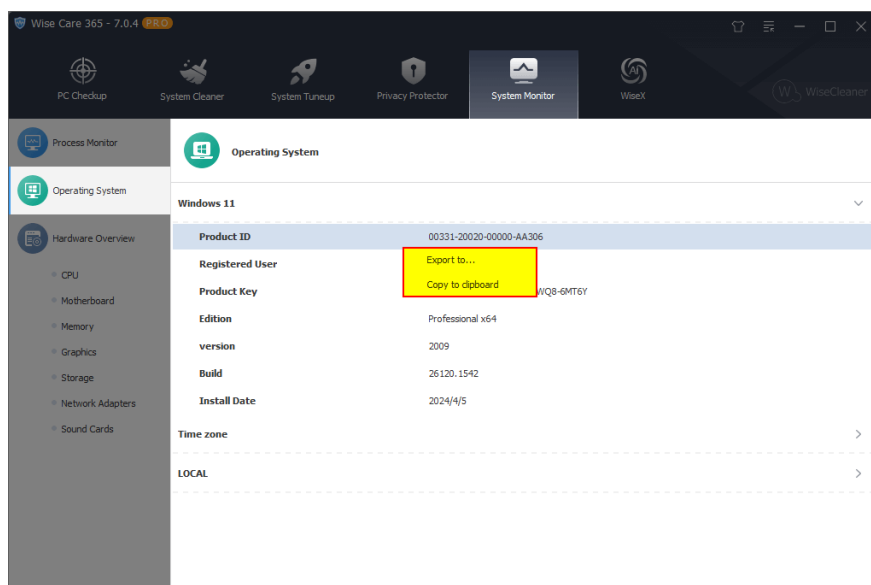 Wise Care 365 - 7.0.4 PRO
PC Checkup
System Cleaner
System Tuneup
Privacy Protector
System Monitor
AI
WiseX
W WiseCleaner
Process Monitor
Operating System
Hardware Overview
CPU
Motherboard
Memory
Graphics
Storage
Network Adapters
Sound Cards
Operating System
Windows 11
Product ID 00331-20020-00000-AA306
Registered User
Export to...
Copy to clipboard
Product Key WQ8-6MT6Y
Edition Professional x64
version 2009
Build 26120.1542
Install Date 2024/4/5
Time zone
LOCAL